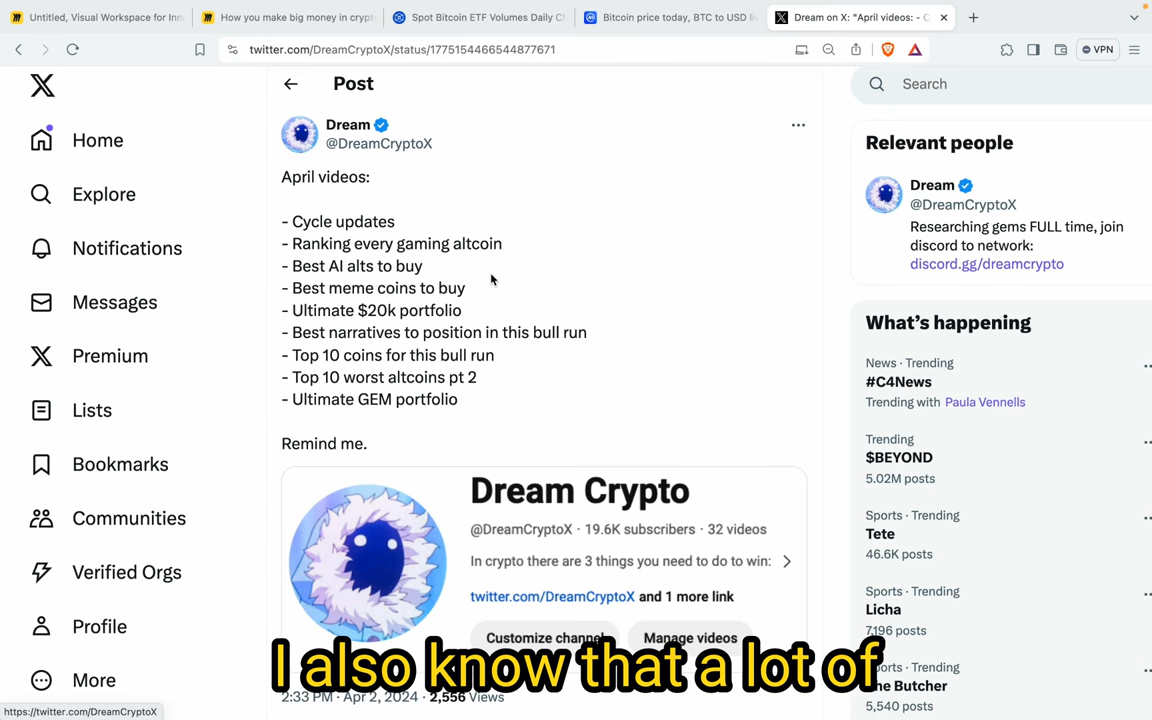 Untitled, Visual Workspace for Inn
How you make big money in crypt
Spot Bitcoin ETF Volumes Daily Ch
Bitcoin price today, BTC to USD li
Dream on X: "April videos: - C
twitter.com/DreamCryptoX/status/1775154466544877671
VPN
Home
Explore
Notifications
Messages
Premium
Lists
Bookmarks
Communities
Verified Orgs
Profile
More
Post
Dream
@DreamCryptoX
April videos:
- Cycle updates
- Ranking every gaming altcoin
- Best AI alts to buy
- Best meme coins to buy
- Ultimate $20k portfolio
- Best narratives to position in this bull run
- Top 10 coins for this bull run
- Top 10 worst altcoins pt 2
- Ultimate GEM portfolio
Remind me.
Dream Crypto
@DreamCryptoX · 19.6K subscribers · 32 videos
In crypto there are 3 things you need to do to win:
twitter.com/DreamCryptoX and 1 more link
Customize channel
Manage videos
I also know that a lot of
2:33 PM · Apr 2, 2024 · 2,556 Views
Search
Relevant people
Dream
@DreamCryptoX
Researching gems FULL time, join
discord to network:
discord.gg/dreamcrypto
What's happening
News · Trending
#C4News
Trending with Paula Vennells
Trending
$BEYOND
5.02M posts
Sports · Trending
Tete
46.6K posts
Sports · Trending
Licha
7,196 posts
Sports · Trending
The Butcher
5,540 posts
https://twitter.com/DreamCryptoX